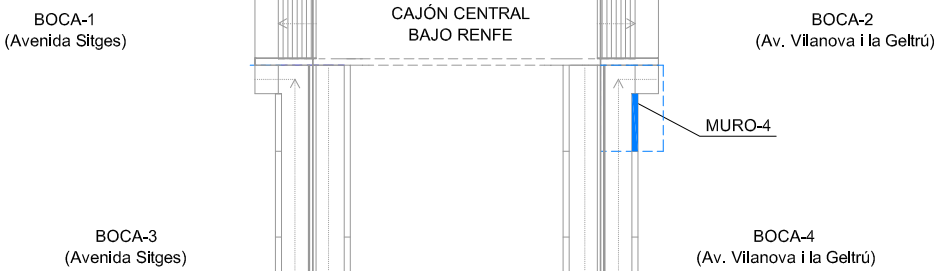 BOCA-1
(Avenida Sitges)
CAJÓN CENTRAL
BAJO RENFE
BOCA-2
(Av. Vilanova i la Geltrú)
MURO-4
BOCA-3
(Avenida Sitges)
BOCA-4
(Av. Vilanova i la Geltrú)